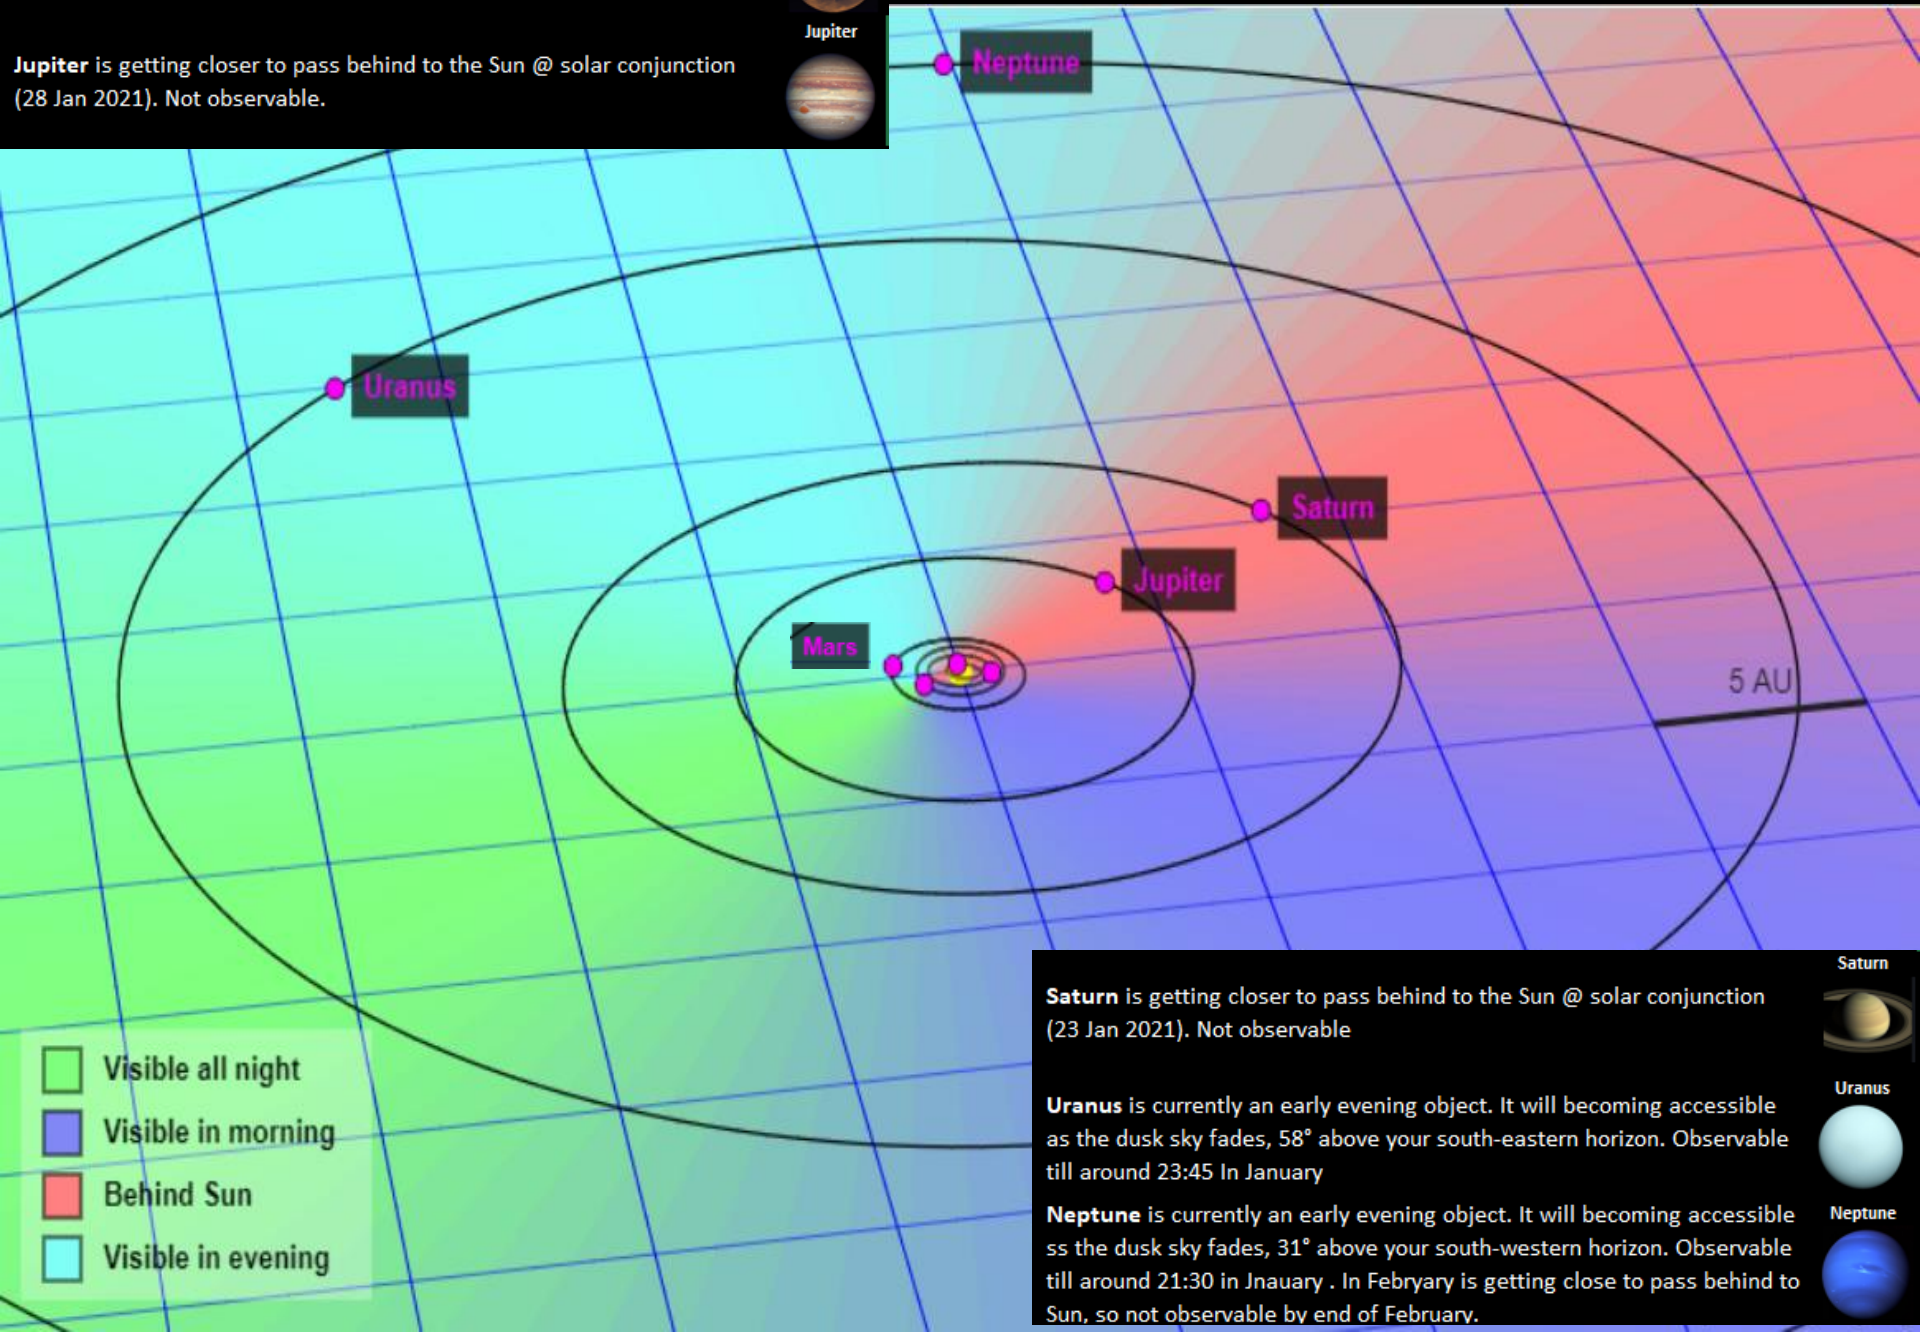 Jupiter
Jupiter is getting closer to pass behind to the Sun @ solar conjunction
(28 Jan 2021). Not observable.
Neptune
Uranus
Saturn
Jupiter
Mars
5 AU
Visible all night
Visible in morning
Behind Sun
Visible in evening
Saturn
Saturn is getting closer to pass behind to the Sun @ solar conjunction
(23 Jan 2021). Not observable
Uranus
Uranus is currently an early evening object. It will becoming accessible
as the dusk sky fades, 58° above your south-eastern horizon. Observable
till around 23:45 In January
Neptune
Neptune is currently an early evening object. It will becoming accessible
ss the dusk sky fades, 31° above your south-western horizon. Observable
till around 21:30 in Jnauary . In Febryary is getting close to pass behind to
Sun, so not observable by end of February.